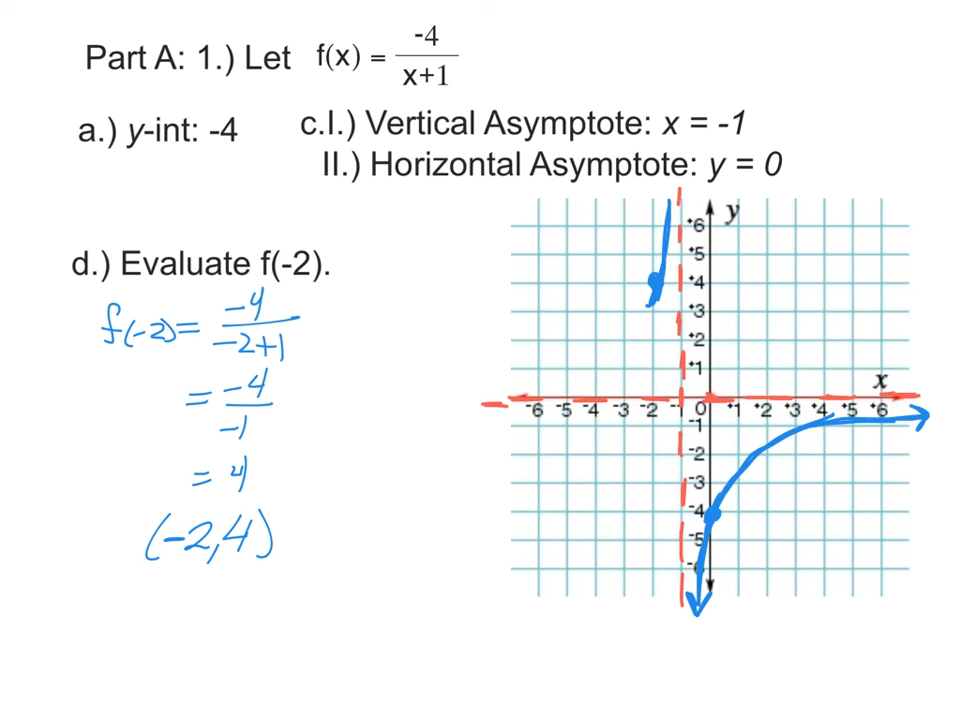 Part A: 1.) Let f(x) = -4/x+1
a.) y-int: -4
c.I.) Vertical Asymptote: x = -1
II.) Horizontal Asymptote: y = 0
d.) Evaluate f(-2).
f(-2) = -4/-2+1
= -4/-1
= 4
(-2,4)
y
+6
+5
+4
+3
+2
+1
x
-6 -5 -4 -3 -2 -1 0 +1 +2 +3 +4 +5 +6
-1
-2
-3
-4
-5
-6